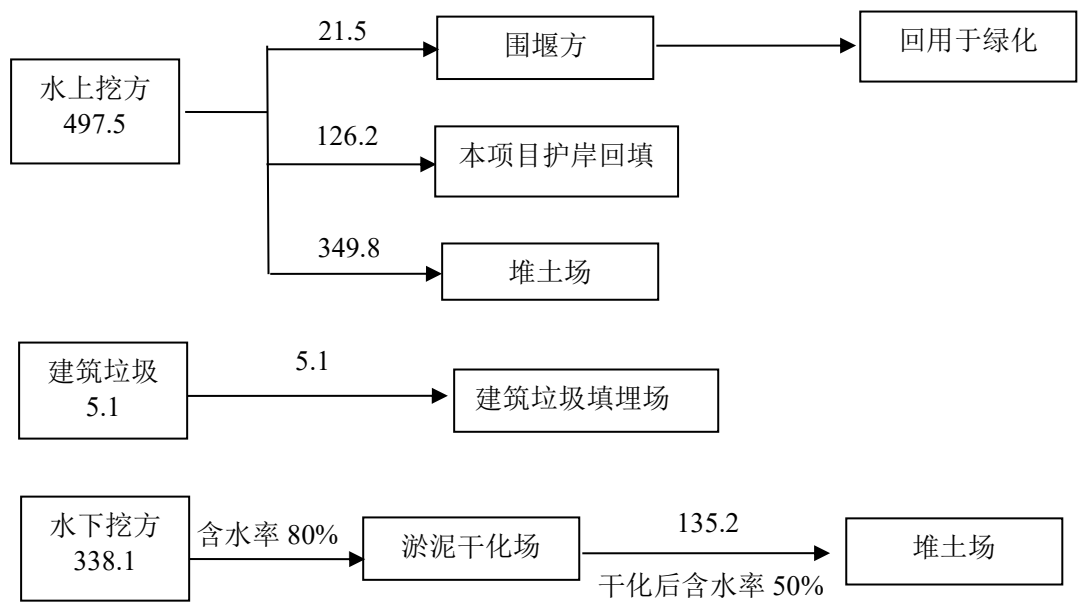 21.5
围堰方
回用于绿化
水上挖方
497.5
126.2
本项目护岸回填
349.8
堆土场
建筑垃圾
5.1
5.1
建筑垃圾填埋场
水下挖方
338.1
含水率 80%
淤泥干化场
135.2
干化后含水率 50%
堆土场